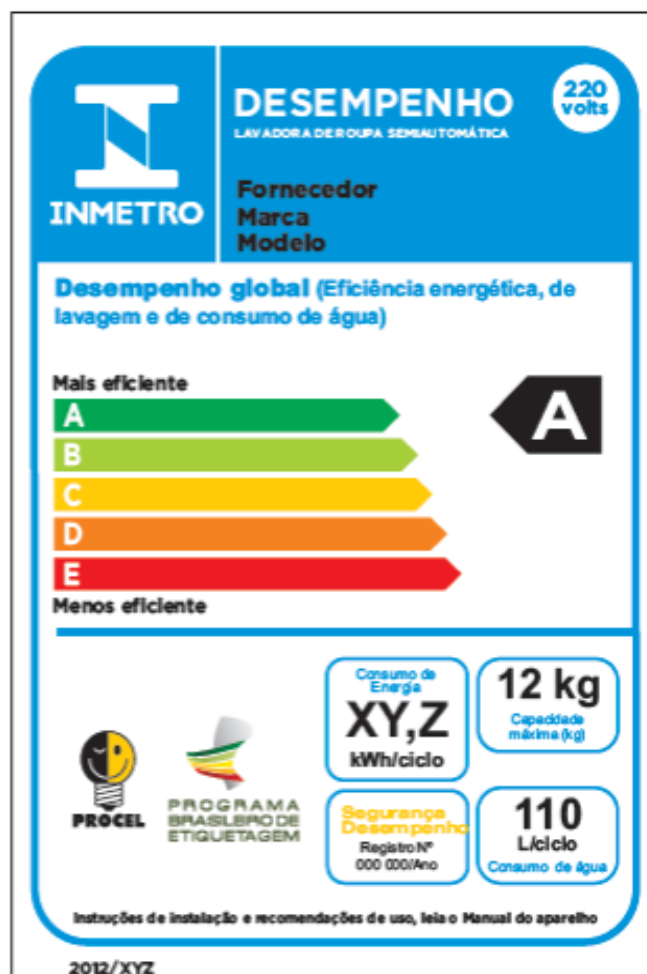 INMETRO
DESEMPENHO
LAVADORA DE ROUPA SEMIAUTOMÁTICA
220
volts
Fornecedor
Marca
Modelo
Desempenho global (Eficiência energética, de
lavagem e de consumo de água)
Mais eficiente
A
A
B
C
D
E
Menos eficiente
PROCEL
PROGRAMA
BRASILEIRO DE
ETIQUETAGEM
Consumo de
Energia
XY,Z
kWh/ciclo
12 kg
Capacidade
máxima (kg)
Segurança
Desempenho
Registro Nº
000 000/Ano
110
L/ciclo
Consumo de água
Instruções de instalação e recomendações de uso, leia o Manual do aparelho
2012/XYZ